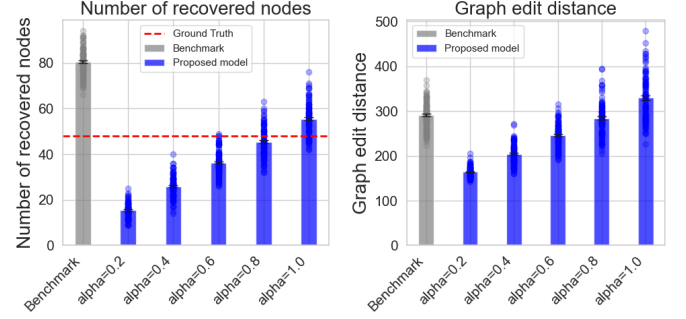 Number of recovered nodes
Number of recovered nodes
80
60
40
20
0
Ground Truth
Benchmark
Proposed model
Benchmark
alpha=0.2
alpha=0.4
alpha=0.6
alpha=0.8
alpha=1.0
Graph edit distance
Graph edit distance
500
400
300
200
100
0
Benchmark
Proposed model
Benchmark
alpha=0.2
alpha=0.4
alpha=0.6
alpha=0.8
alpha=1.0